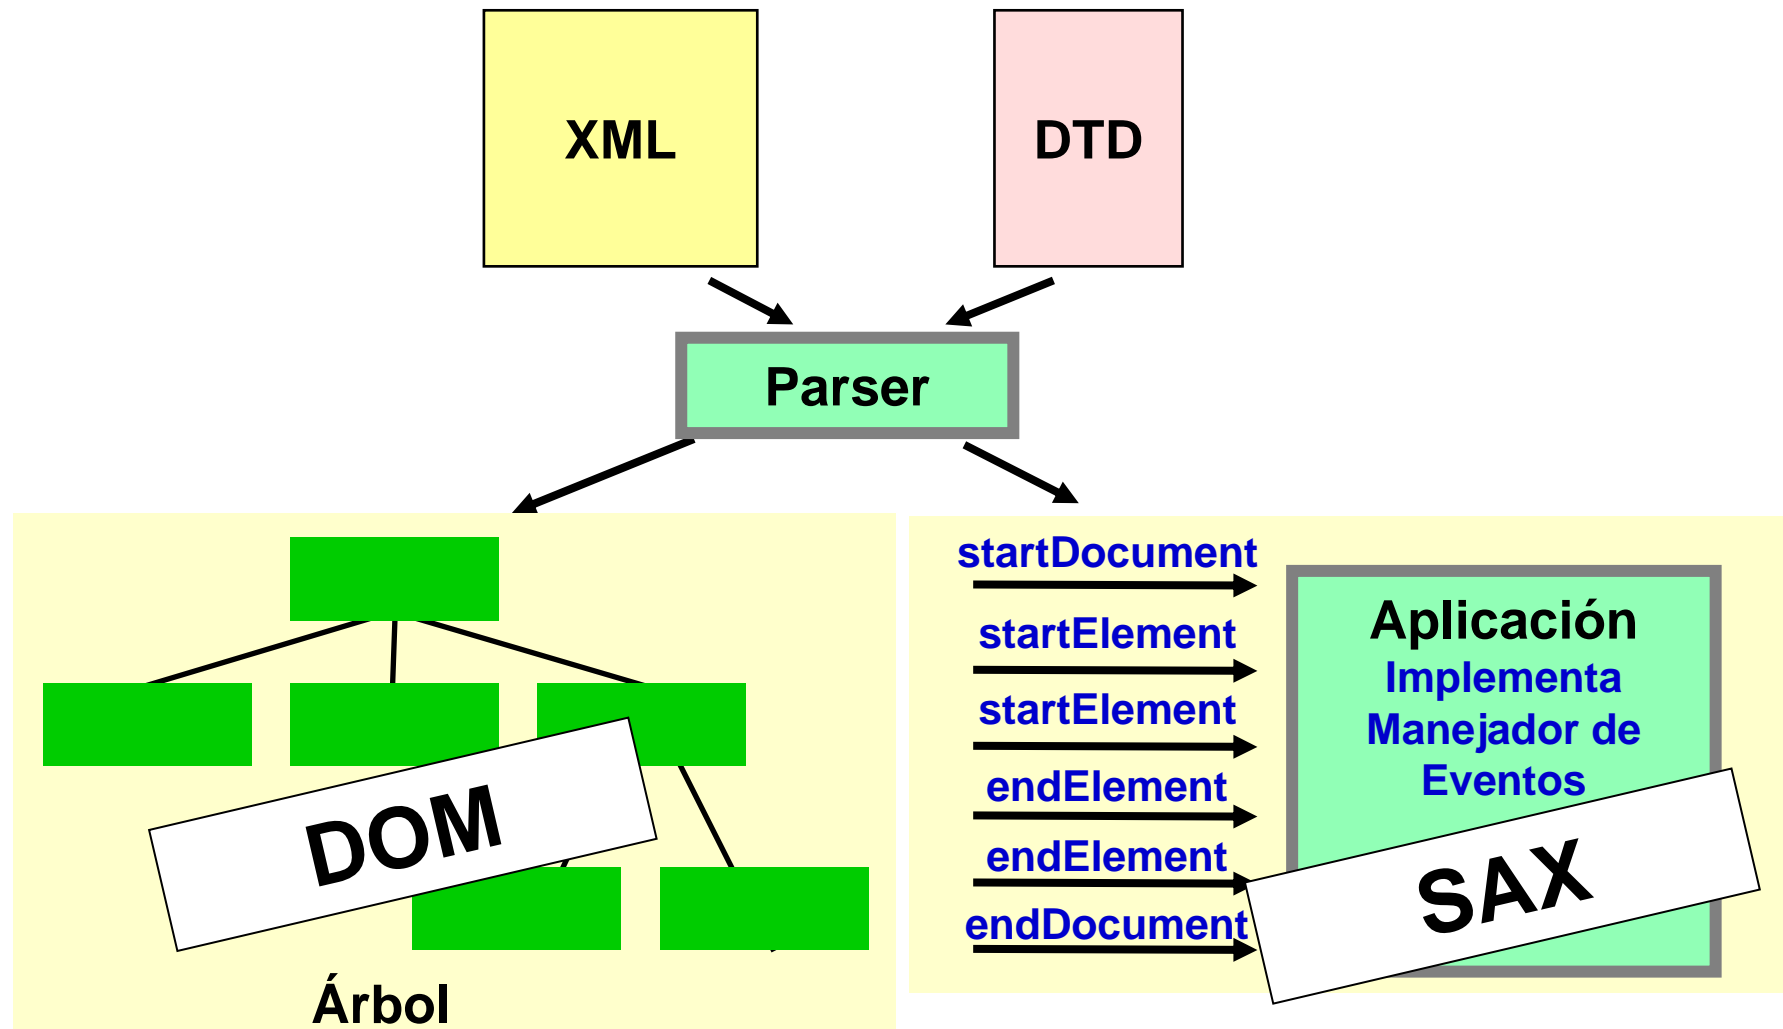 XML
DTD
Parser
DOM
Árbol
startDocument
startElement
startElement
endElement
endElement
endDocument
Aplicación
Implementa
Manejador de
Eventos
SAX